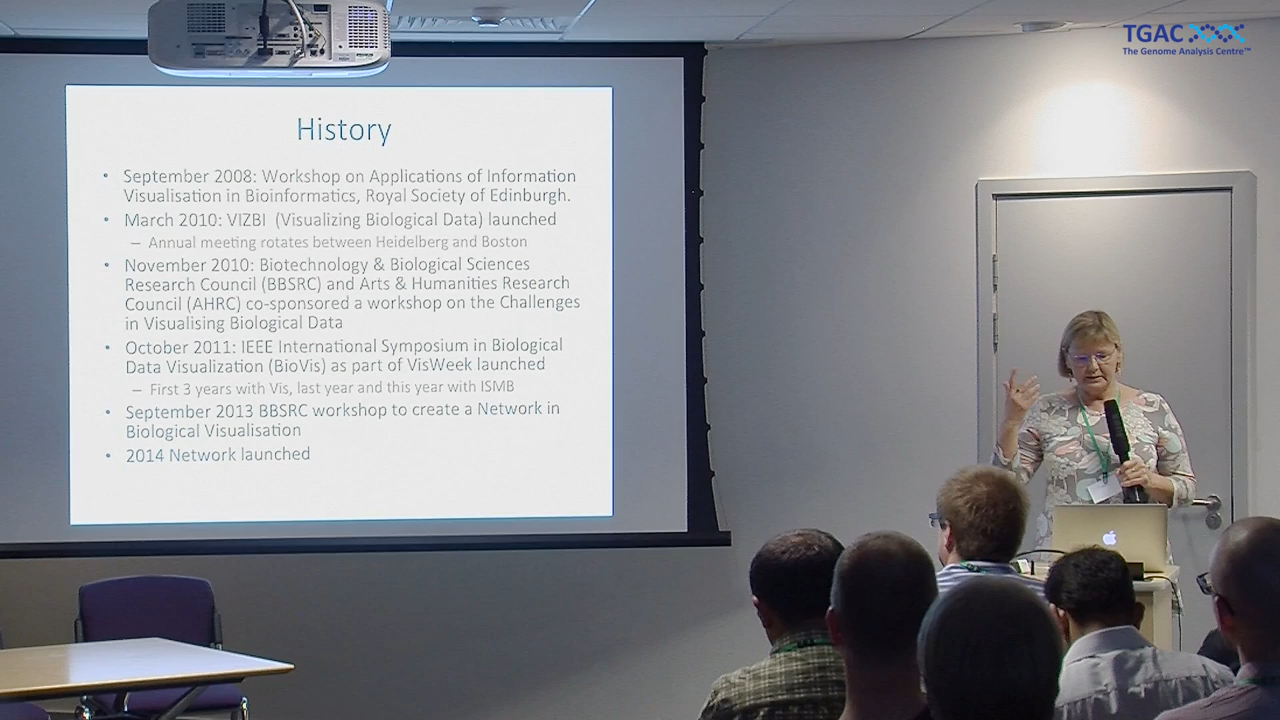 TGAC
The Genome Analysis Centre™
History
• September 2008: Workshop on Applications of Information
Visualisation in Bioinformatics, Royal Society of Edinburgh.
• March 2010: VIZBI (Visualizing Biological Data) launched
– Annual meeting rotates between Heidelberg and Boston
• November 2010: Biotechnology & Biological Sciences
Research Council (BBSRC) and Arts & Humanities Research
Council (AHRC) co-sponsored a workshop on the Challenges
in Visualising Biological Data
• October 2011: IEEE International Symposium in Biological
Data Visualization (BioVis) as part of VisWeek launched
– First 3 years with Vis, last year and this year with ISMB
• September 2013 BBSRC workshop to create a Network in
Biological Visualisation
• 2014 Network launched